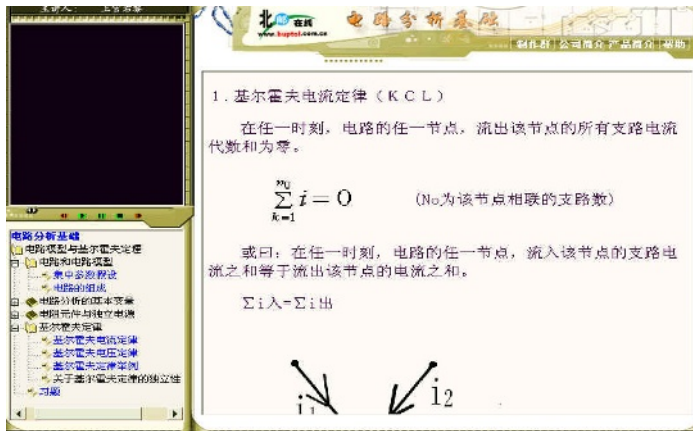 主讲人：
北 在线
www.buptol.com.cn
电路分析基础
制作群 公司简介 产品简介 帮助
1.基尔霍夫电流定律（KCL）
在任一时刻，电路的任一节点，流出该节点的所有支路电流
代数和为零。
n0
∑ i = 0 (No为该节点相联的支路数)
k=1
或曰：在任一时刻，电路的任一节点，流入该节点的支路电
流之和等于流出该节点的电流之和。
Σi入=Σi出
i1 i2
电路分析基础
电路模型与基尔霍夫定理
电路和电路模型
集中参数假设
电路的组成
电路分析的基本变量
电阻元件与独立电源
基尔霍夫定律
基尔霍夫电流定律
基尔霍夫电压定律
基尔霍夫定律举例
关于基尔霍夫定律的独立性
习题